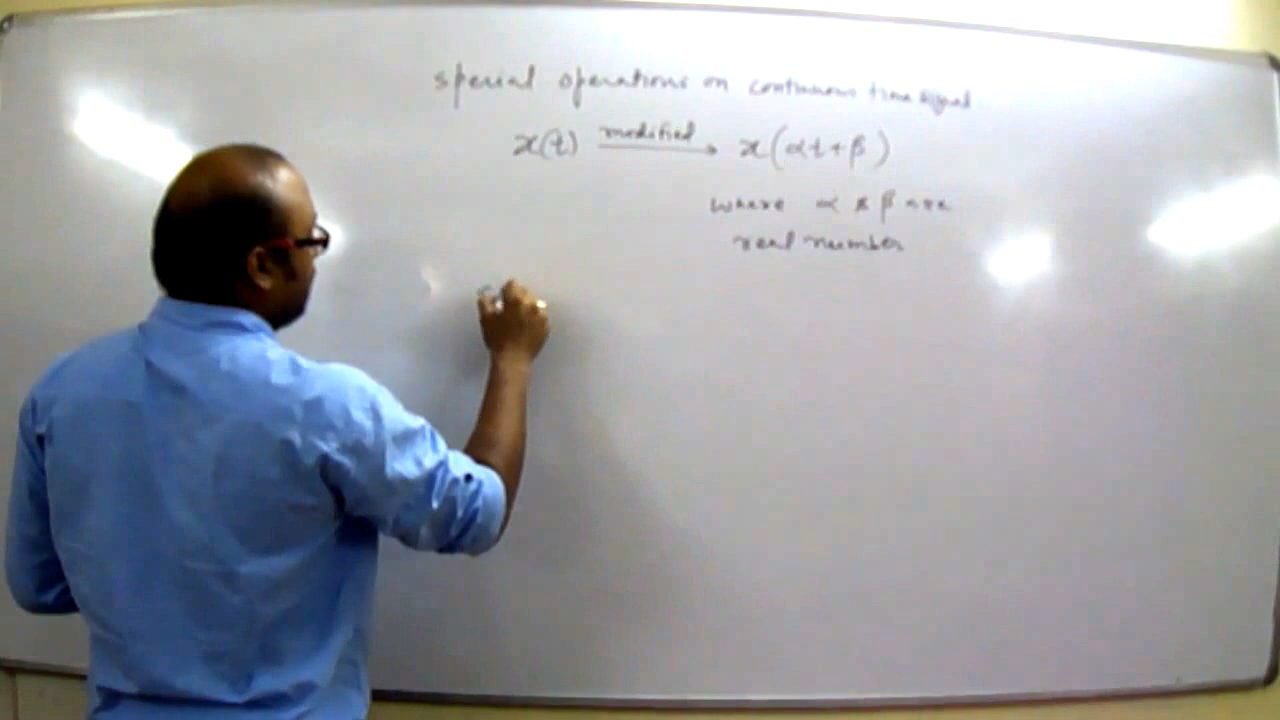 special operations on continuous time signal
x(t) modified → x(αt+β)
where α & β are
real number